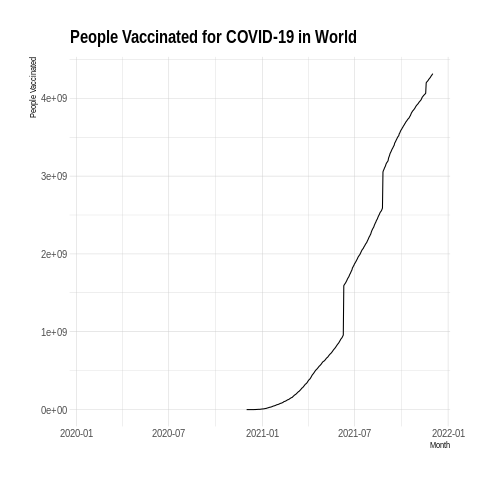 People Vaccinated for COVID-19 in World
People Vaccinated
4e+09
3e+09
2e+09
1e+09
0e+00
2020-01 2020-07 2021-01 2021-07 2022-01
Month